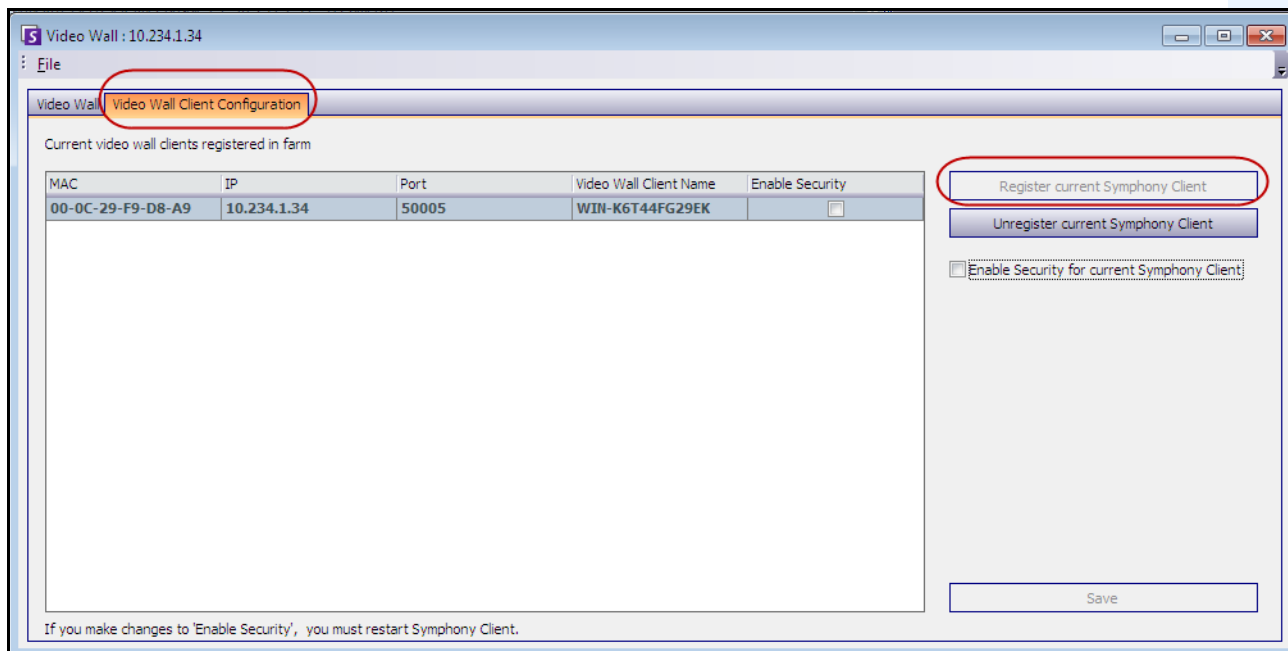 Video Wall : 10.234.1.34
File
Video Wall Video Wall Client Configuration
Current video wall clients registered in farm
MAC IP Port Video Wall Client Name Enable Security
00-0C-29-F9-D8-A9 10.234.1.34 50005 WIN-K6T44FG29EK
Register current Symphony Client
Unregister current Symphony Client
Enable Security for current Symphony Client
Save
If you make changes to 'Enable Security', you must restart Symphony Client.